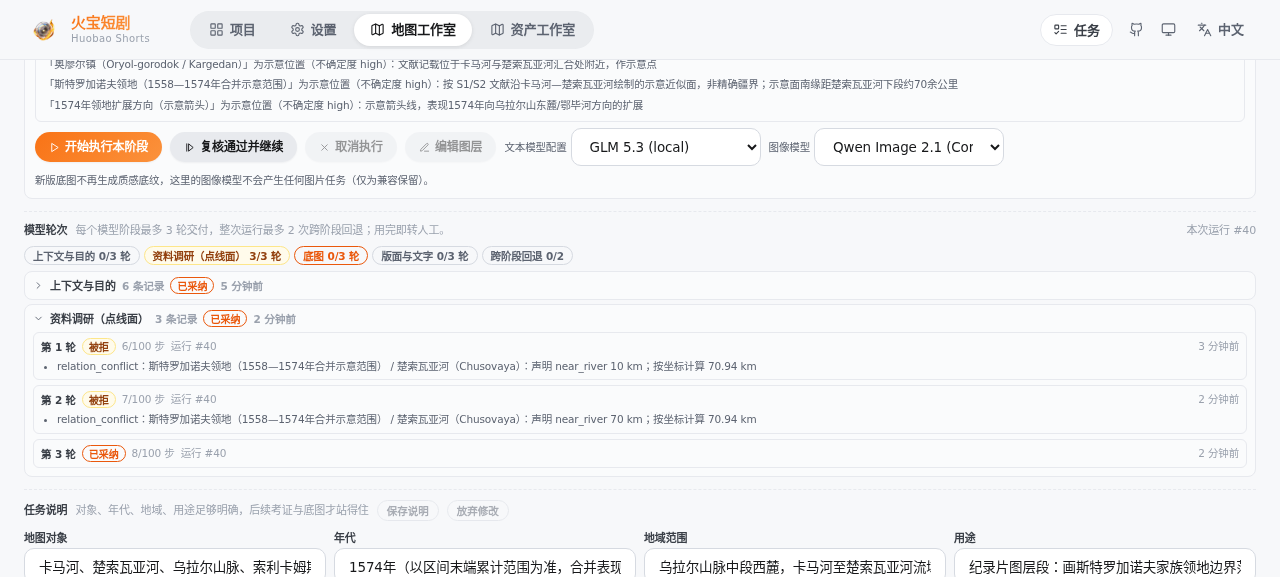 火宝短剧
Huobao Shorts
项目
设置
地图工作室
资产工作室
任务
中文
「奥廖尔镇（Oryol-gorodok / Kargedan）」为示意位置（不确定度 high）：文献记载位于卡马河与楚索瓦亚河汇合处附近，作示意点
「斯特罗加诺夫领地（1558—1574年合并示意范围）」为示意位置（不确定度 high）：按 S1/S2 文献沿卡马河—楚索瓦亚河绘制的示意近似面，非精确疆界；示意面南缘距楚索瓦亚河下段约70余公里
「1574年领地扩展方向（示意箭头）」为示意位置（不确定度 high）：示意箭头线，表现1574年向乌拉尔山东麓/鄂毕河方向的扩展
开始执行本阶段
复核通过并继续
取消执行
编辑图层
文本模型配置
GLM 5.3 (local)
图像模型
Qwen Image 2.1 (Cor
新版底图不再生成质感底纹，这里的图像模型不会产生任何图片任务（仅为兼容保留）。
模型轮次 每个模型阶段最多 3 轮交付，整次运行最多 2 次跨阶段回退；用完即转人工。
本次运行 #40
上下文与目的 0/3 轮
资料调研（点线面） 3/3 轮
底图 0/3 轮
版面与文字 0/3 轮
跨阶段回退 0/2
上下文与目的 6 条记录 已采纳 5 分钟前
资料调研（点线面） 3 条记录 已采纳 2 分钟前
第 1 轮 被拒 6/100 步 运行 #40
3 分钟前
relation_conflict：斯特罗加诺夫领地（1558—1574年合并示意范围） / 楚索瓦亚河（Chusovaya）：声明 near_river 10 km；按坐标计算 70.94 km
第 2 轮 被拒 7/100 步 运行 #40
2 分钟前
relation_conflict：斯特罗加诺夫领地（1558—1574年合并示意范围） / 楚索瓦亚河（Chusovaya）：声明 near_river 70 km；按坐标计算 70.94 km
第 3 轮 已采纳 8/100 步 运行 #40
2 分钟前
任务说明 对象、年代、地域、用途足够明确，后续考证与底图才站得住
保存说明
放弃修改
地图对象
年代
地域范围
用途
卡马河、楚索瓦亚河、乌拉尔山脉、索利卡姆
1574年（以区间末端累计范围为准，合并表现
乌拉尔山脉中段西麓，卡马河至楚索瓦亚河流
纪录片图层段：画斯特罗加诺夫家族领地边界